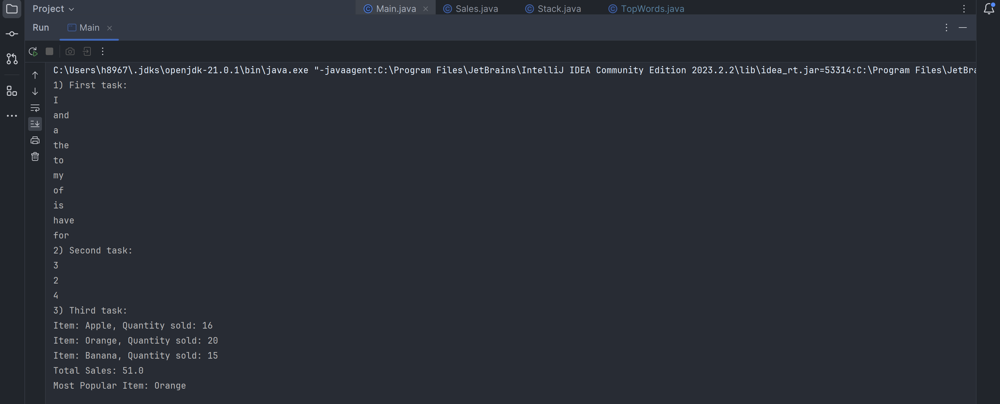 Project
Main.java Sales.java Stack.java TopWords.java
Run Main
C:\Users\h8967\.jdks\openjdk-21.0.1\bin\java.exe "-javaagent:C:\Program Files\JetBrains\IntelliJ IDEA Community Edition 2023.2.2\lib\idea_rt.jar=53314:C:\Program Files\JetBra
1) First task:
I
and
a
the
to
my
of
is
have
for
2) Second task:
3
2
4
3) Third task:
Item: Apple, Quantity sold: 16
Item: Orange, Quantity sold: 20
Item: Banana, Quantity sold: 15
Total Sales: 51.0
Most Popular Item: Orange